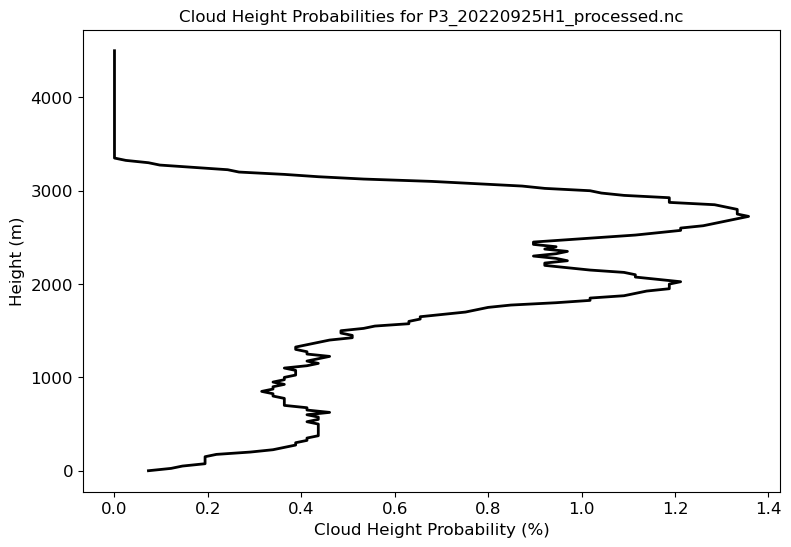 Cloud Height Probabilities for P3_20220925H1_processed.nc
4000
3000
2000
1000
0
Height (m)
0.0 0.2 0.4 0.6 0.8 1.0 1.2 1.4
Cloud Height Probability (%)